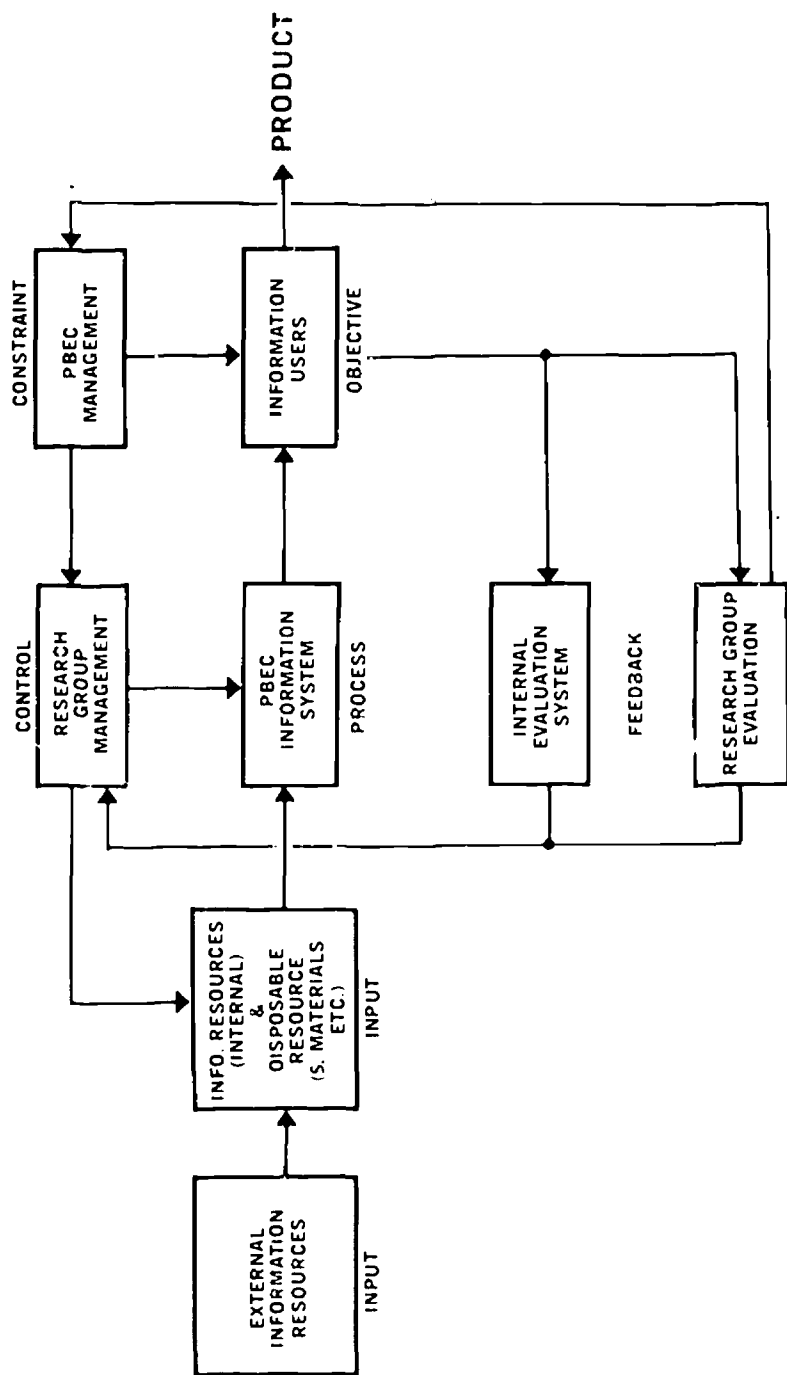 CONSTRAINT
PBEC
MANAGEMENT
CONTROL
RESEARCH
GROUP
MANAGEMENT
EXTERNAL
INFORMATION
RESOURCES
INPUT
INFO. RESOURCES
(INTERNAL)
&
DISPOSABLE
RESOURCE
(S. MATERIALS
ETC.)
INPUT
PBEC
INFORMATION
SYSTEM
PROCESS
INFORMATION
USERS
OBJECTIVE
PRODUCT
INTERNAL
EVALUATION
SYSTEM
FEEDBACK
RESEARCH GROUP
EVALUATION